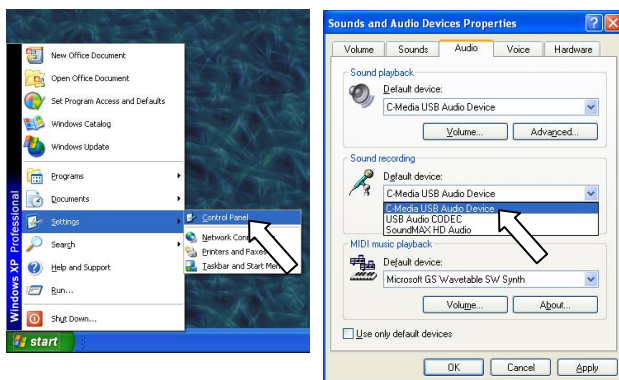 New Office Document
Open Office Document
Set Program Access and Defaults
Windows Catalog
Windows Update
Programs
Documents
Settings
Search
Help and Support
Run...
Shut Down...
Windows XP Professional
Control Panel
Network Con
Printers and Faxes
Taskbar and Start Men
start
Sounds and Audio Devices Properties
Volume Sounds Audio Voice Hardware
Sound playback
Default device:
C-Media USB Audio Device
Volume... Advanced...
Sound recording
Default device:
C-Media USB Audio Device
C-Media USB Audio Device
USB Audio CODEC
SoundMAX HD Audio
MIDI music playback
Default device:
Microsoft GS Wavetable SW Synth
Volume... About...
Use only default devices
OK Cancel Apply